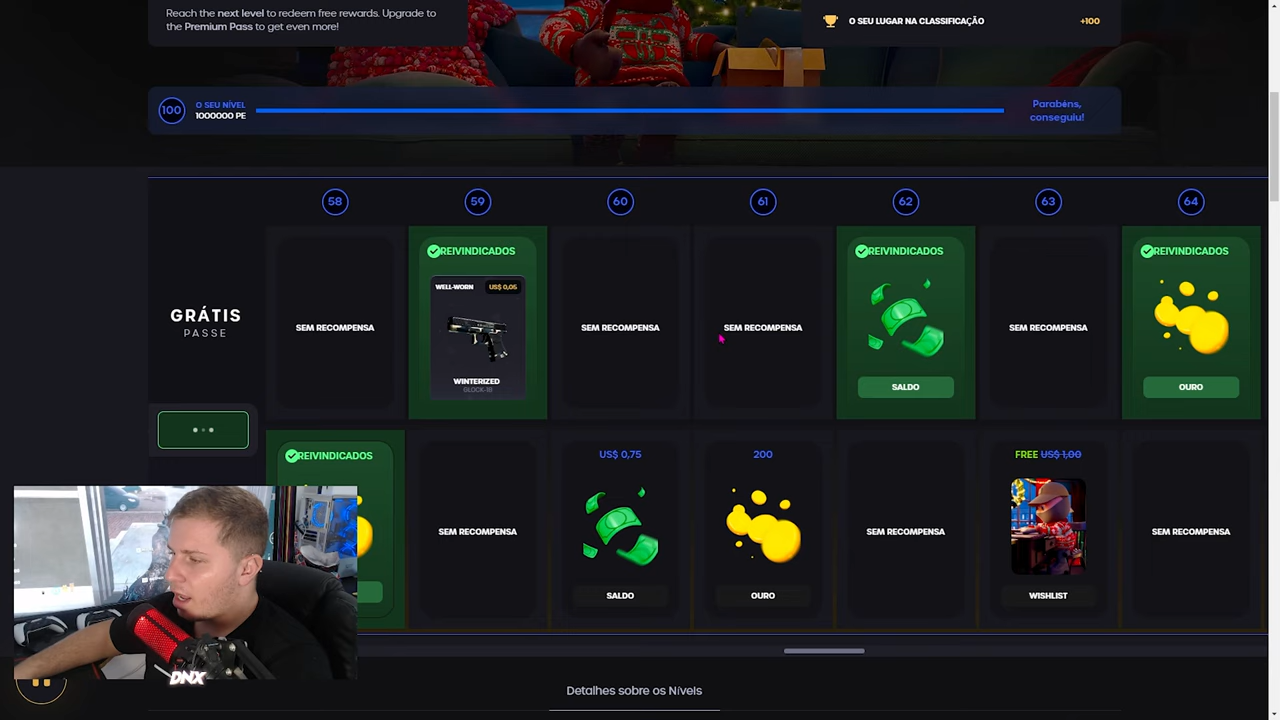 Reach the next level to redeem free rewards. Upgrade to
the Premium Pass to get even more!
O SEU LUGAR NA CLASSIFICAÇÃO
+100
100
O SEU NÍVEL
1000000 PE
Parabéns,
conseguiu!
58
59
60
61
62
63
64
GRÁTIS
PASSE
SEM RECOMPENSA
REIVINDICADOS
WELL-WORN
US$ 0,05
WINTERIZED
GLOCK-18
SEM RECOMPENSA
SEM RECOMPENSA
REIVINDICADOS
SALDO
SEM RECOMPENSA
REIVINDICADOS
OURO
REIVINDICADOS
SEM RECOMPENSA
US$ 0,75
SALDO
200
OURO
SEM RECOMPENSA
FREE US$ 1,00
WISHLIST
SEM RECOMPENSA
DNX
Detalhes sobre os Níveis